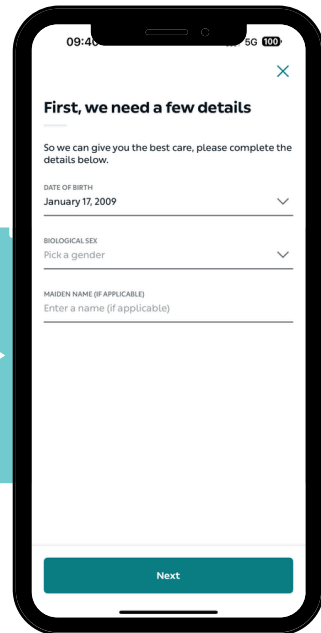 09:40
5G 100
First, we need a few details
So we can give you the best care, please complete the
details below.
DATE OF BIRTH
January 17, 2009
BIOLOGICAL SEX
Pick a gender
MAIDEN NAME (IF APPLICABLE)
Enter a name (if applicable)
Next